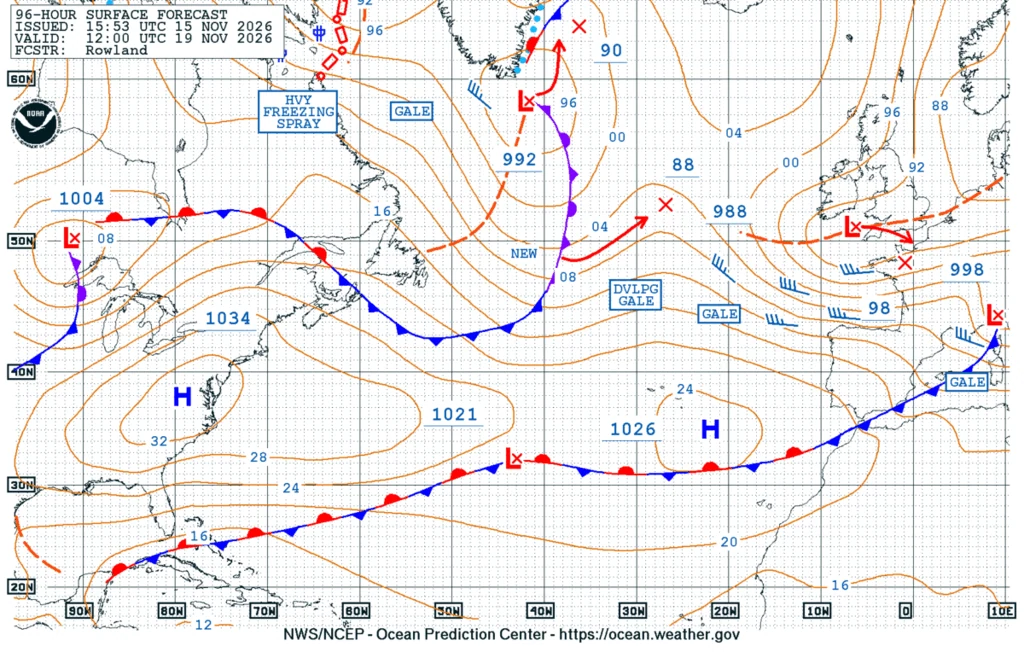 96-HOUR SURFACE FORECAST
ISSUED: 15:53 UTC 15 NOV 2026
VALID: 12:00 UTC 19 NOV 2026
FCSTR: Rowland
92
96
90
60N
L
96
88
HVY
FREEZING
SPRAY
GALE
NOAA
96
00
04
992
88
00
92
1004
16
988
L
08
50N
04
L
NEW
08
998
DVLPG
GALE
GALE
98
1034
L
40N
GALE
H
24
1021
1026
H
32
28
L
24
30N
16
20
20N
16
90W
80W
70W
60W
50W
40W
30W
20W
10W
0
10E
12
NWS/NCEP - Ocean Prediction Center - https://ocean.weather.gov